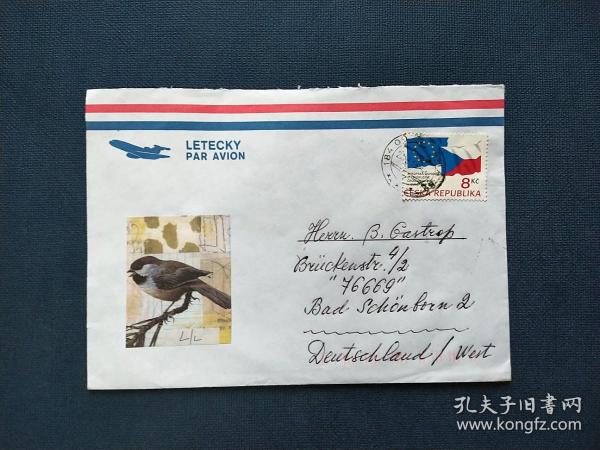 LETECKY
PAR AVION
8 Kč
ČESKÁ REPUBLIKA
Herrn. B. Castrop
Brückenstr. 4/2
"76669"
Bad Schönborn 2
Deutschland / West
L/L
孔夫子旧书网
www.kongfz.com